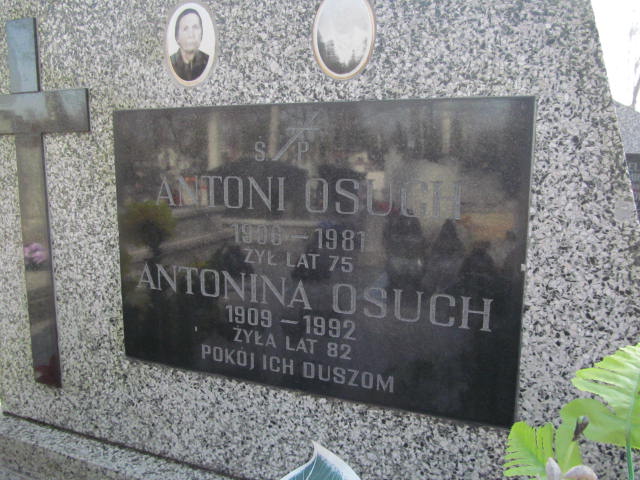 Ś P
ANTONI OSUCH
1906 – 1981
ŻYŁ LAT 75
ANTONINA OSUCH
1909 – 1992
ŻYŁA LAT 82
POKÓJ ICH DUSZOM